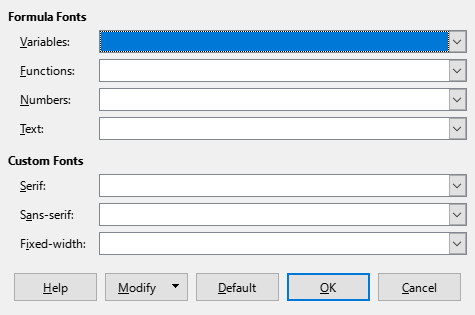 Formula Fonts
Variables:
Functions:
Numbers:
Text:
Custom Fonts
Serif:
Sans-serif:
Fixed-width:
Help Modify Default OK Cancel